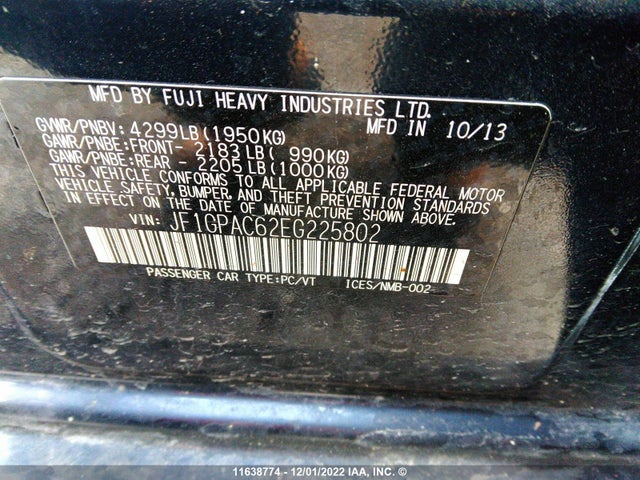 MFD BY FUJI HEAVY INDUSTRIES LTD.
GVWR/PNBV: 4299LB(1950KG) MFD IN 10/13
GAWR/PNBE:FRONT- 2183LB( 990KG)
GAWR/PNBE:REAR - 2205LB(1000KG)
THIS VEHICLE CONFORMS TO ALL APPLICABLE FEDERAL MOTOR
VEHICLE SAFETY, BUMPER, AND THEFT PREVENTION STANDARDS
IN EFFECT ON THE DATE OF MANUFACTURE SHOWN ABOVE.
VIN: JF1GPAC62EG225802
PASSENGER CAR TYPE:PC/VT ICES/NMB-002
11638774 - 12/01/2022 IAA, INC. ©